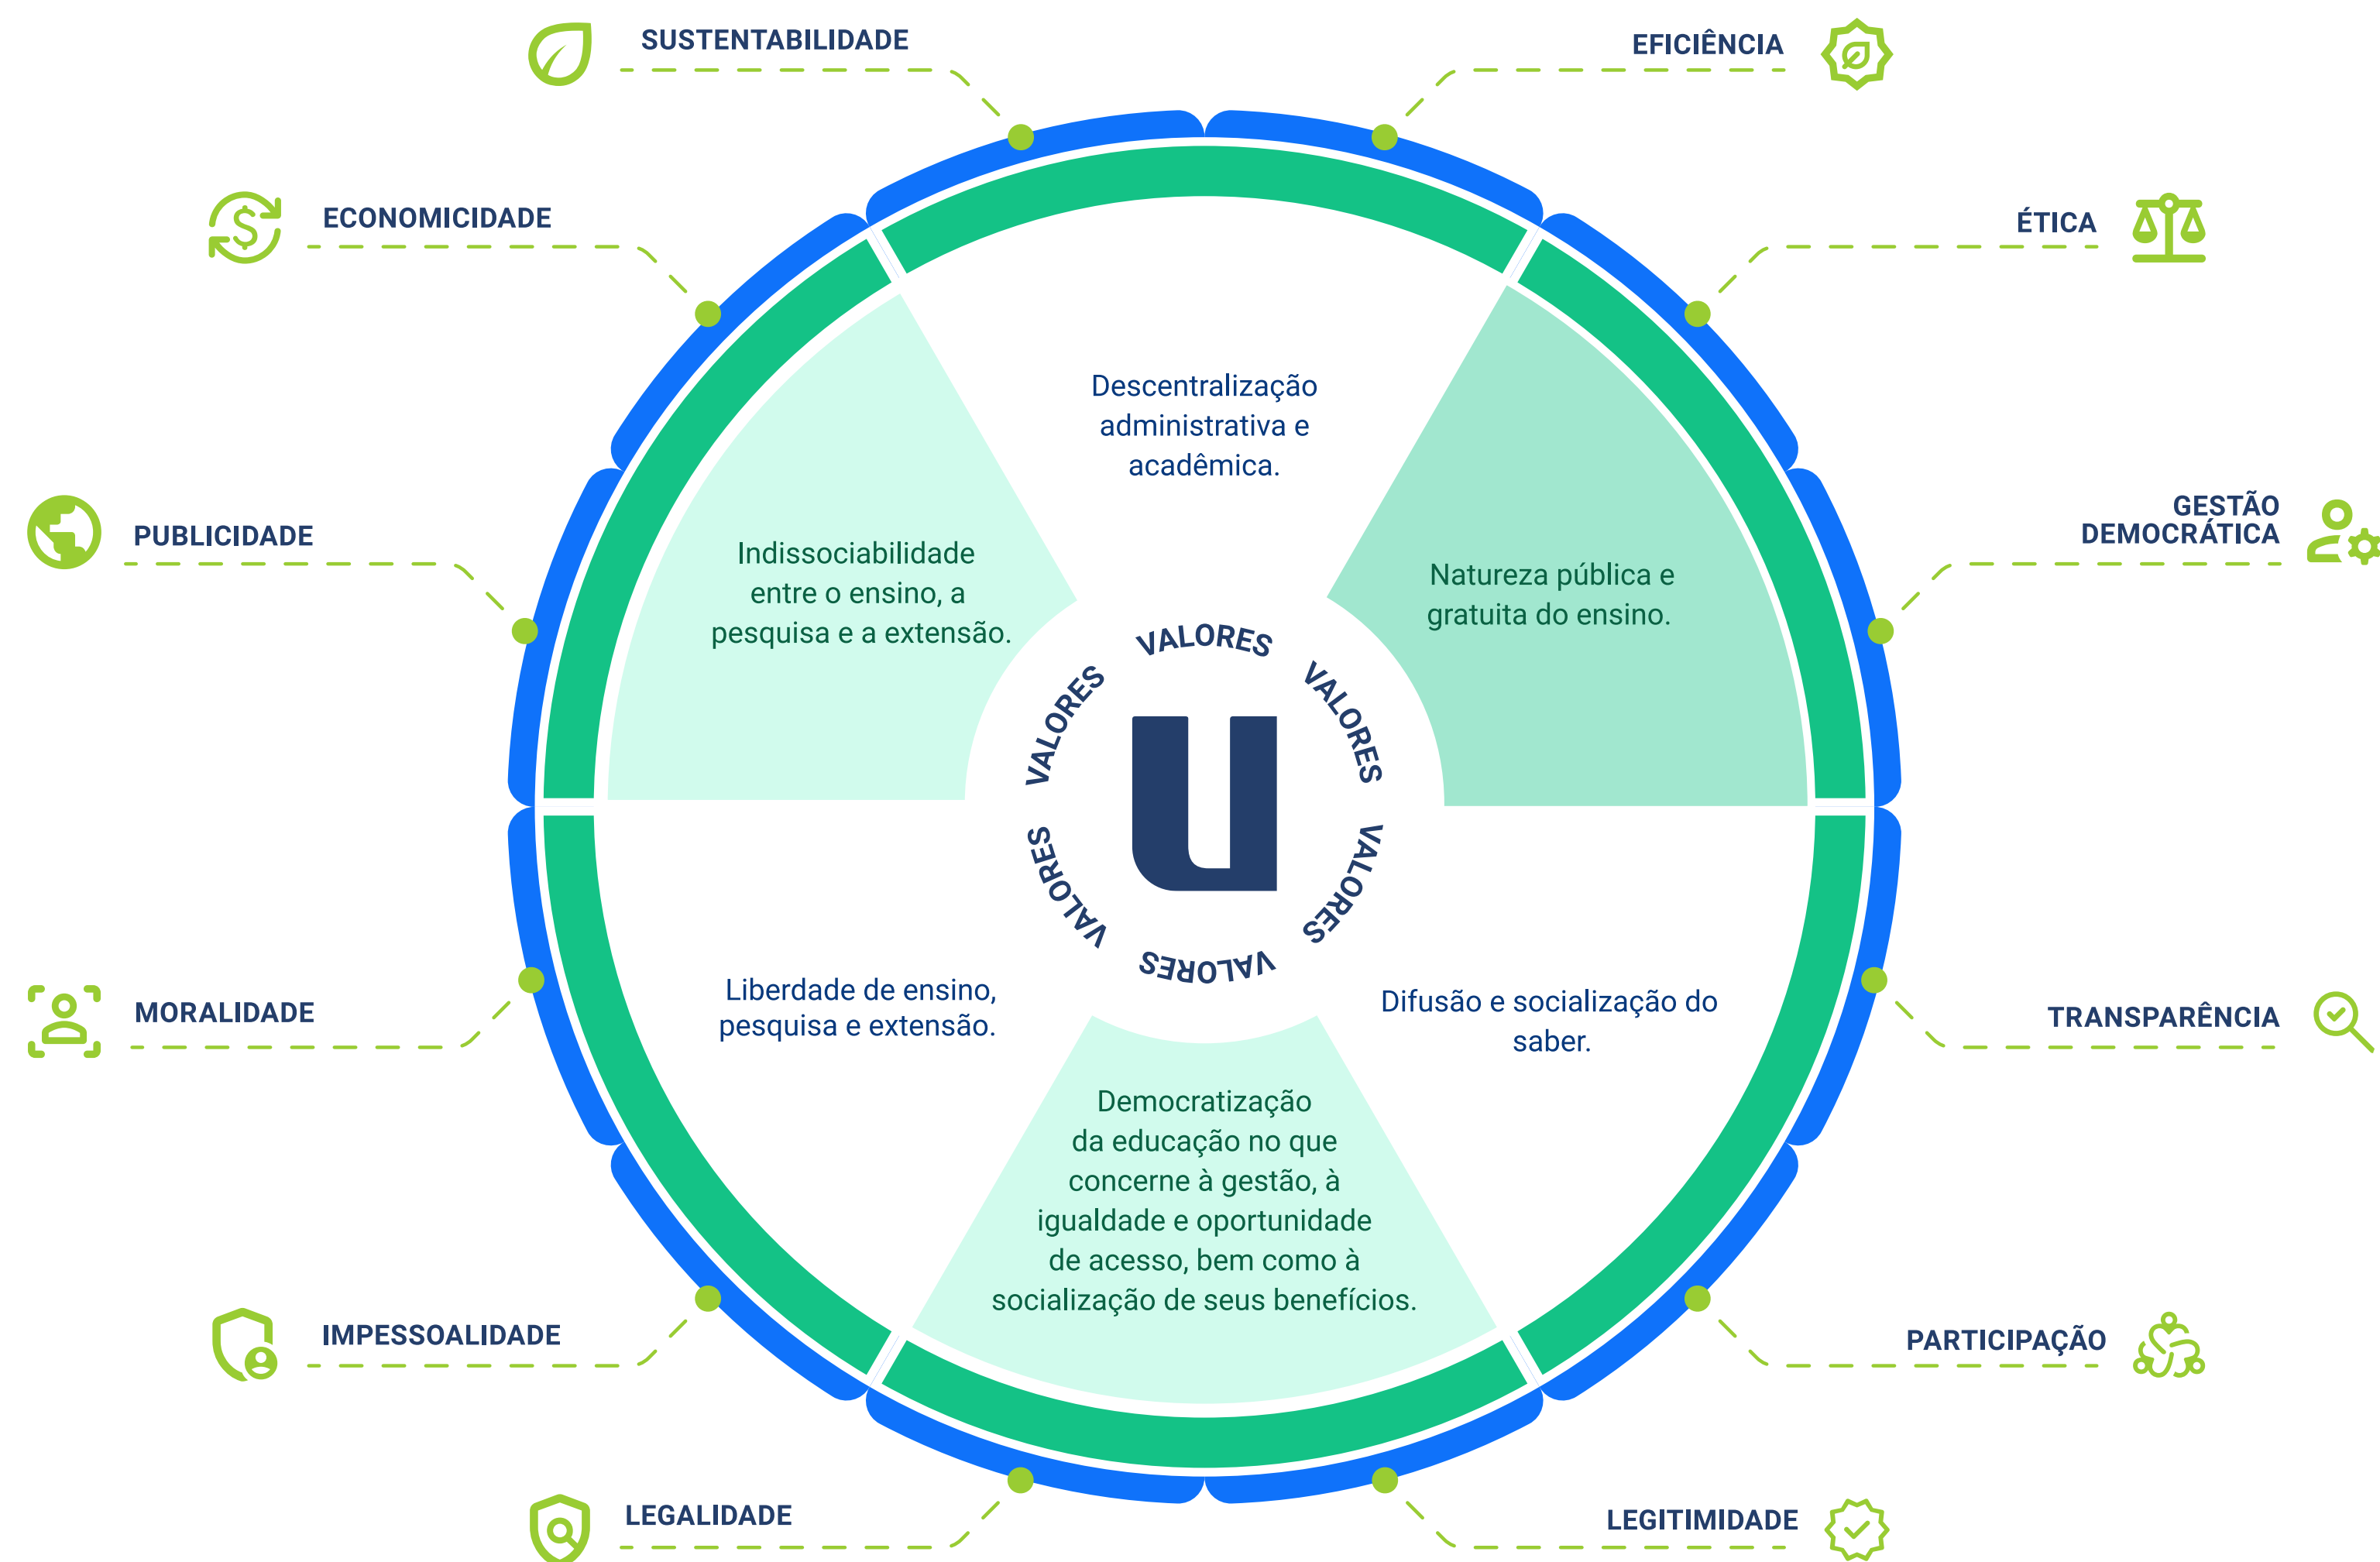 SUSTENTABILIDADE
EFICIÊNCIA
ECONOMICIDADE
ÉTICA
PUBLICIDADE
GESTÃO
DEMOCRÁTICA
MORALIDADE
TRANSPARÊNCIA
IMPESSOALIDADE
PARTICIPAÇÃO
LEGALIDADE
LEGITIMIDADE
Descentralização
administrativa e
acadêmica.
Indissociabilidade
entre o ensino, a
pesquisa e a extensão.
Natureza pública e
gratuita do ensino.
VALORES
VALORES
VALORES
u
VALORES
VALORES
VALORES
Liberdade de ensino,
pesquisa e extensão.
Difusão e socialização do
saber.
Democratização
da educação no que
concerne à gestão, à
igualdade e oportunidade
de acesso, bem como à
socialização de seus benefícios.